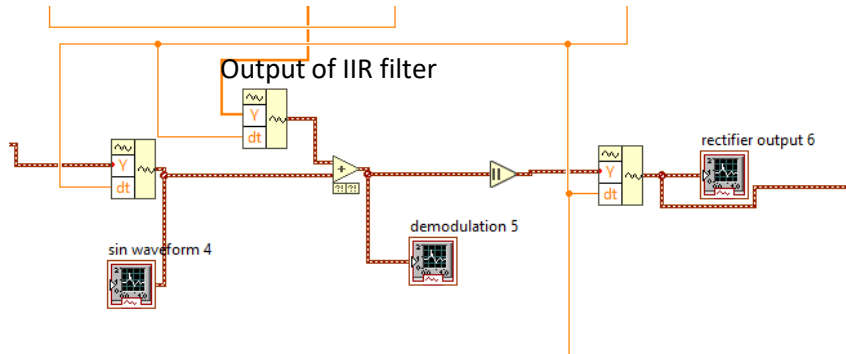 Output of IIR filter
Y
dt
rectifier output 6
Y
dt
Y
dt
+
?! ?!
demodulation 5
sin waveform 4